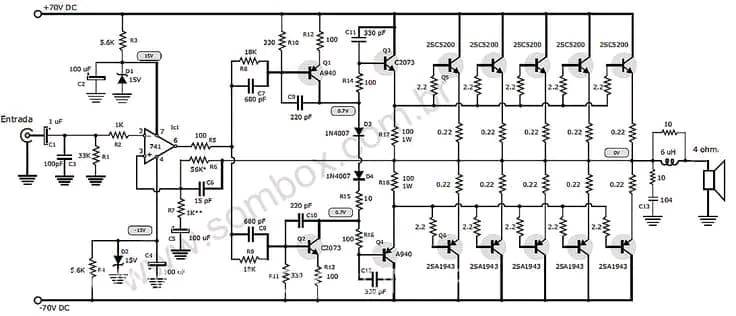 +70V DC
C11 330 pF
R3
5.6K
R10
330
R12
100
2SC5200 2SC5200 2SC5200 2SC5200 2SC5200
15V
18K
R8
Q1
A940
Q3
C2073
100 uF
C2
D1
15V
R14
100
Q5
C7
680 pF
C9
220 pF
2.2 2.2 2.2 2.2 2.2
0.7V
Entrada
1 uF
C1
1K
R2
Ic1
741
2
3
7
6
4
100
R5
D3
1N4007
R17
100
1W
0.22 0.22 0.22 0.22 0.22
10
6 uH
4 ohm.
0V
100pF
C3
33K
R1
56K*
R6
C6
15 pF
1N4007
D4
R18
100
1W
0.22 0.22 0.22 0.22 0.22
10
C13
104
R7
1K**
C5
100 uF
220 pF
C10
R15
10
0.7V
-15V
680 pF
C8
R16
100
2.2 2.2 2.2 2.2 2.2
Q2
C2073
Q4
A940
Q6
D2
15V
C4
100 uF
5.6K
R4
R9
R11
330
R13
100
330 pF
2SA1943 2SA1943 2SA1943 2SA1943 2SA1943
-70V DC
www.sombox.com.br